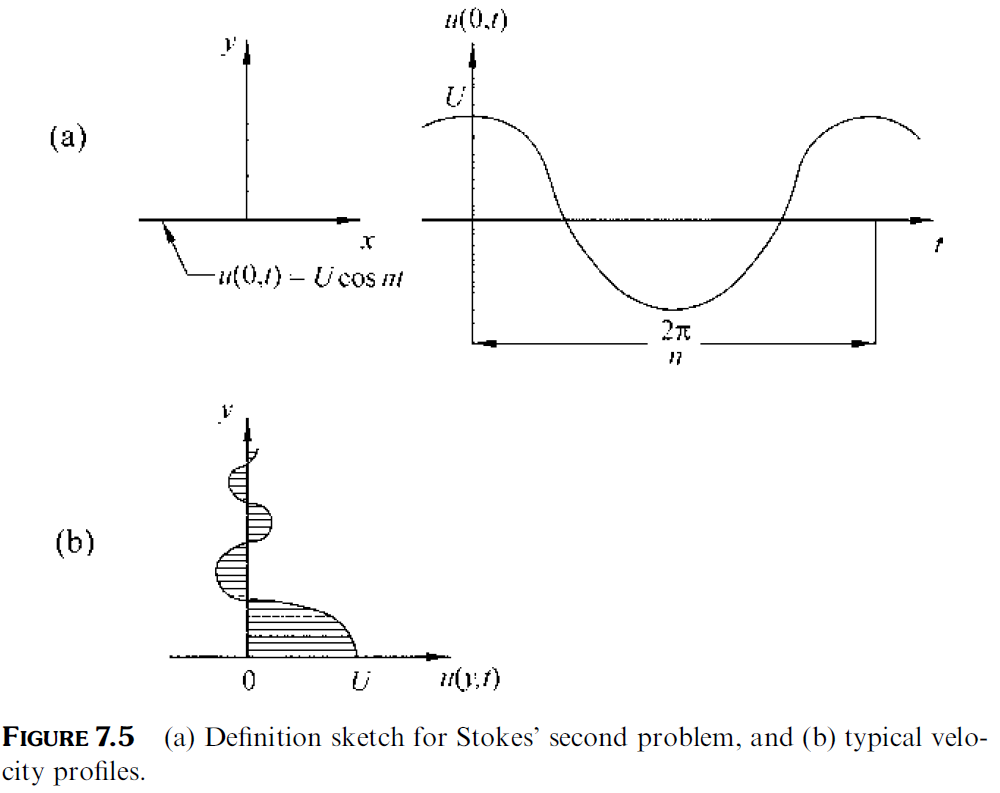 u(0,t)
y
U
(a)
x
t
u(0,t) = U cos nt
2π
n
y
(b)
0 U u(y,t)
FIGURE 7.5 (a) Definition sketch for Stokes’ second problem, and (b) typical velo-
city profiles.